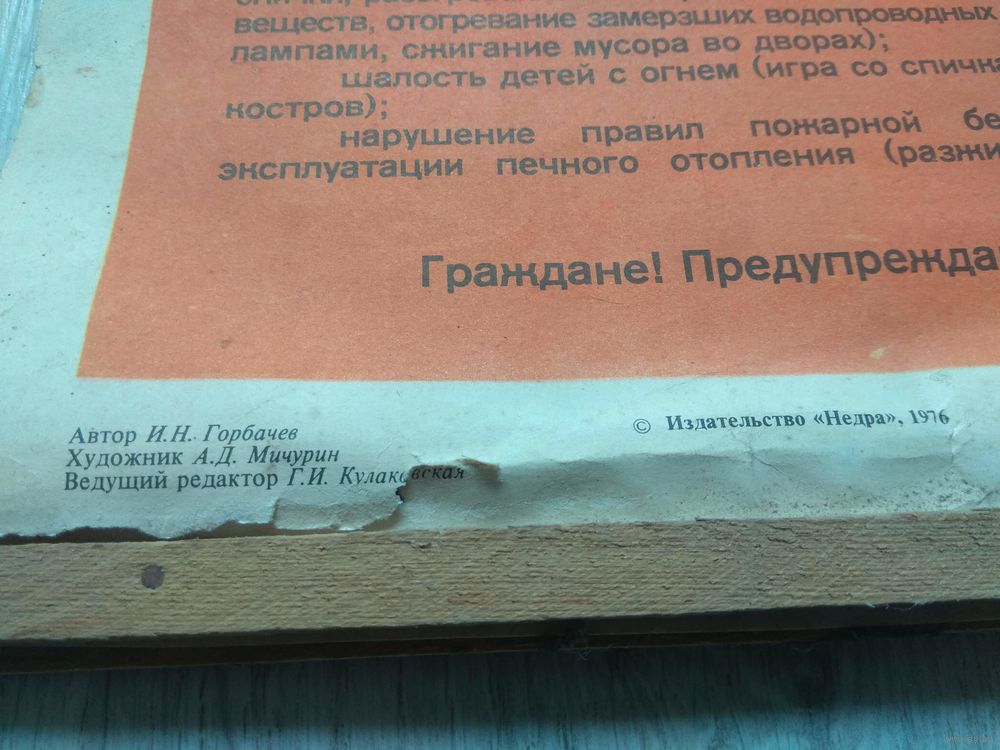 веществ, отогревание замерзших водопроводных
лампами, сжигание мусора во дворах);
шалость детей с огнем (игра со спичка
костров);
нарушение правил пожарной бе
эксплуатации печного отопления (разжи
Граждане! Предупрежда
Автор И.Н. Горбачев
Художник А.Д. Мичурин
Ведущий редактор Г.И. Кулаковская
© Издательство «Недра», 1976